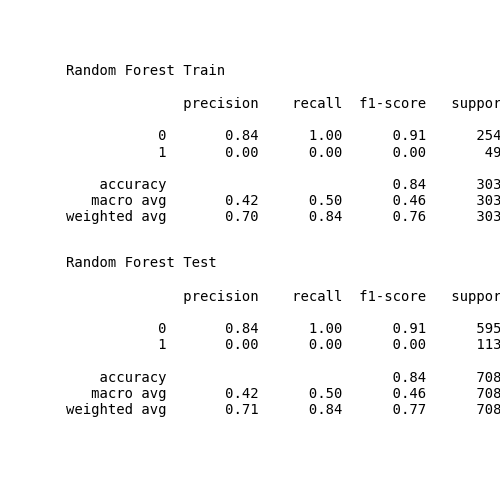 Random Forest Train
precision recall f1-score suppor
0 0.84 1.00 0.91 254
1 0.00 0.00 0.00 49
accuracy 0.84 303
macro avg 0.42 0.50 0.46 303
weighted avg 0.70 0.84 0.76 303
Random Forest Test
precision recall f1-score suppor
0 0.84 1.00 0.91 595
1 0.00 0.00 0.00 113
accuracy 0.84 708
macro avg 0.42 0.50 0.46 708
weighted avg 0.71 0.84 0.77 708